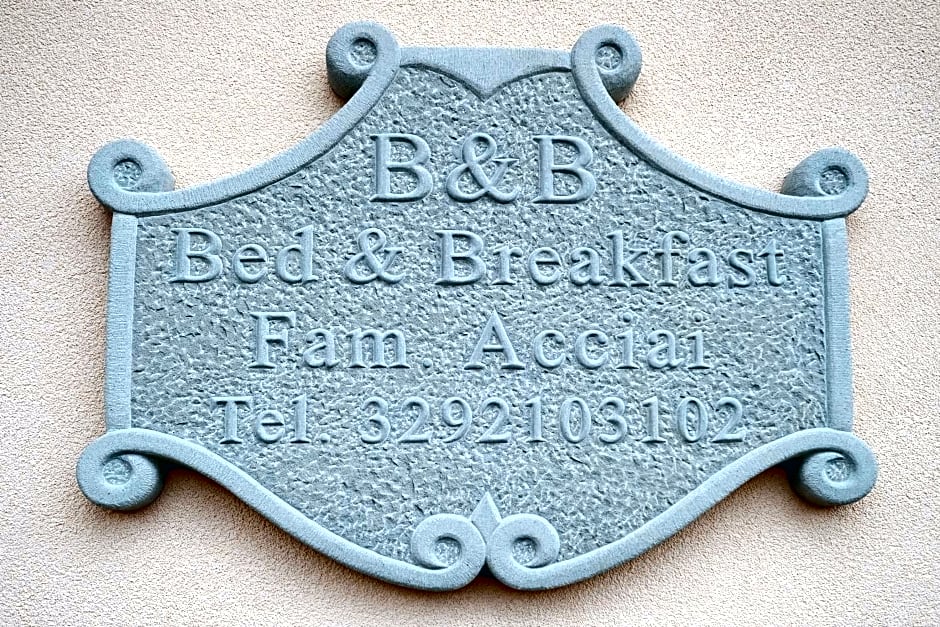 B&B
Bed & Breakfast
Fam. Acciai
Tel. 3292103102